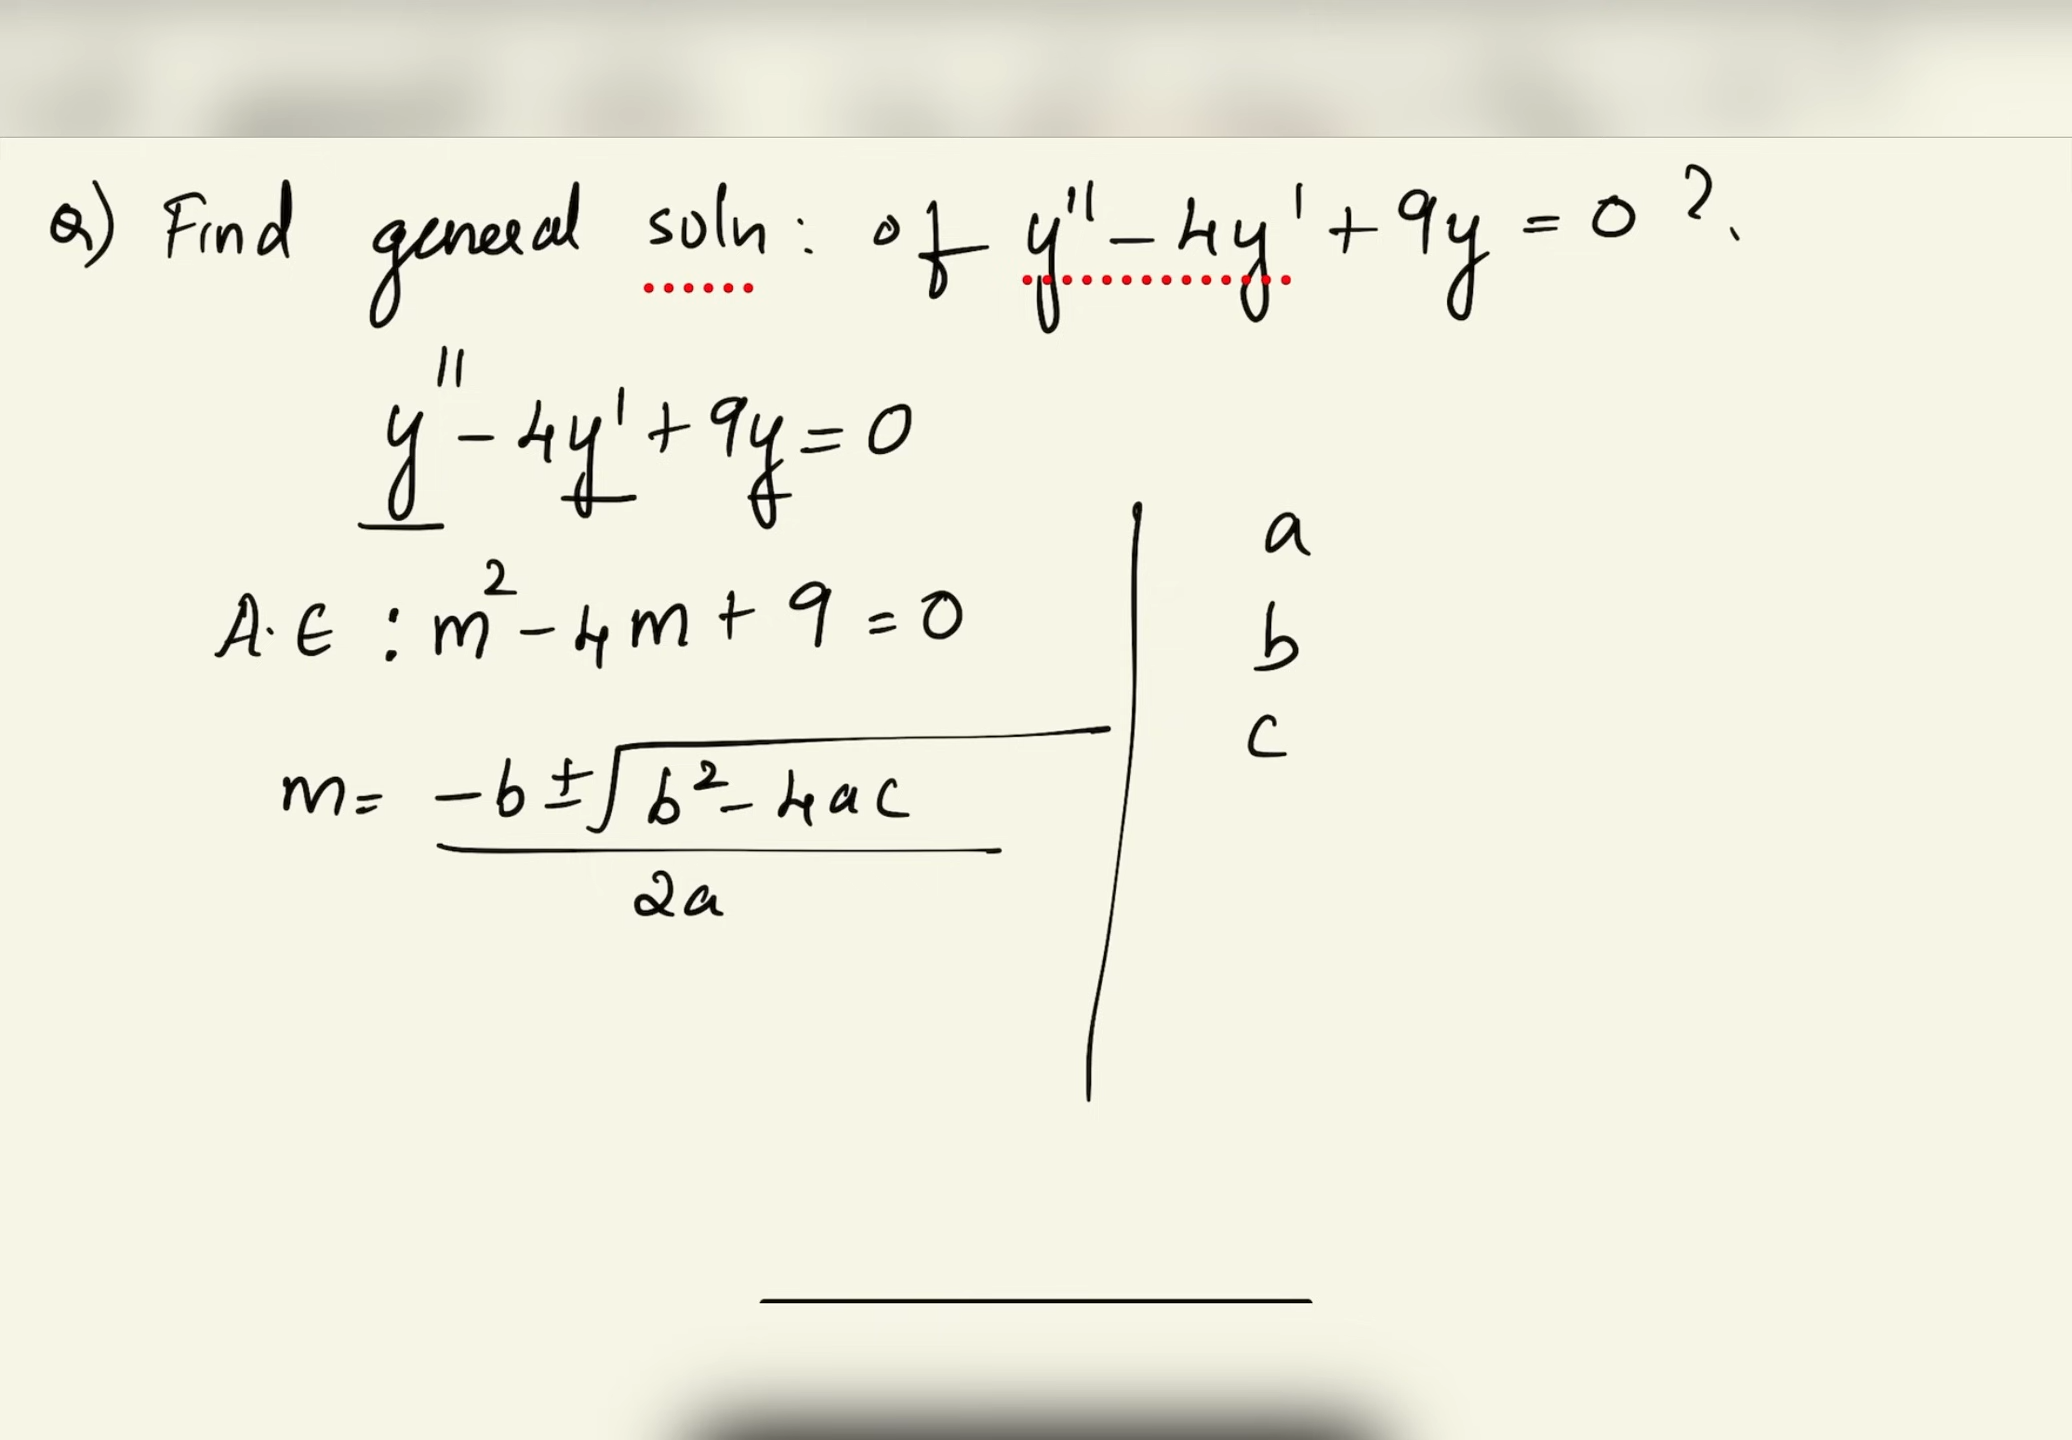 Q) Find general soln: of y'' - 4y' + 9y = 0 ?.
y'' - 4y' + 9y = 0
A.E : m² - 4m + 9 = 0
m = (-b ± √(b² - 4ac)) / 2a
a
b
c